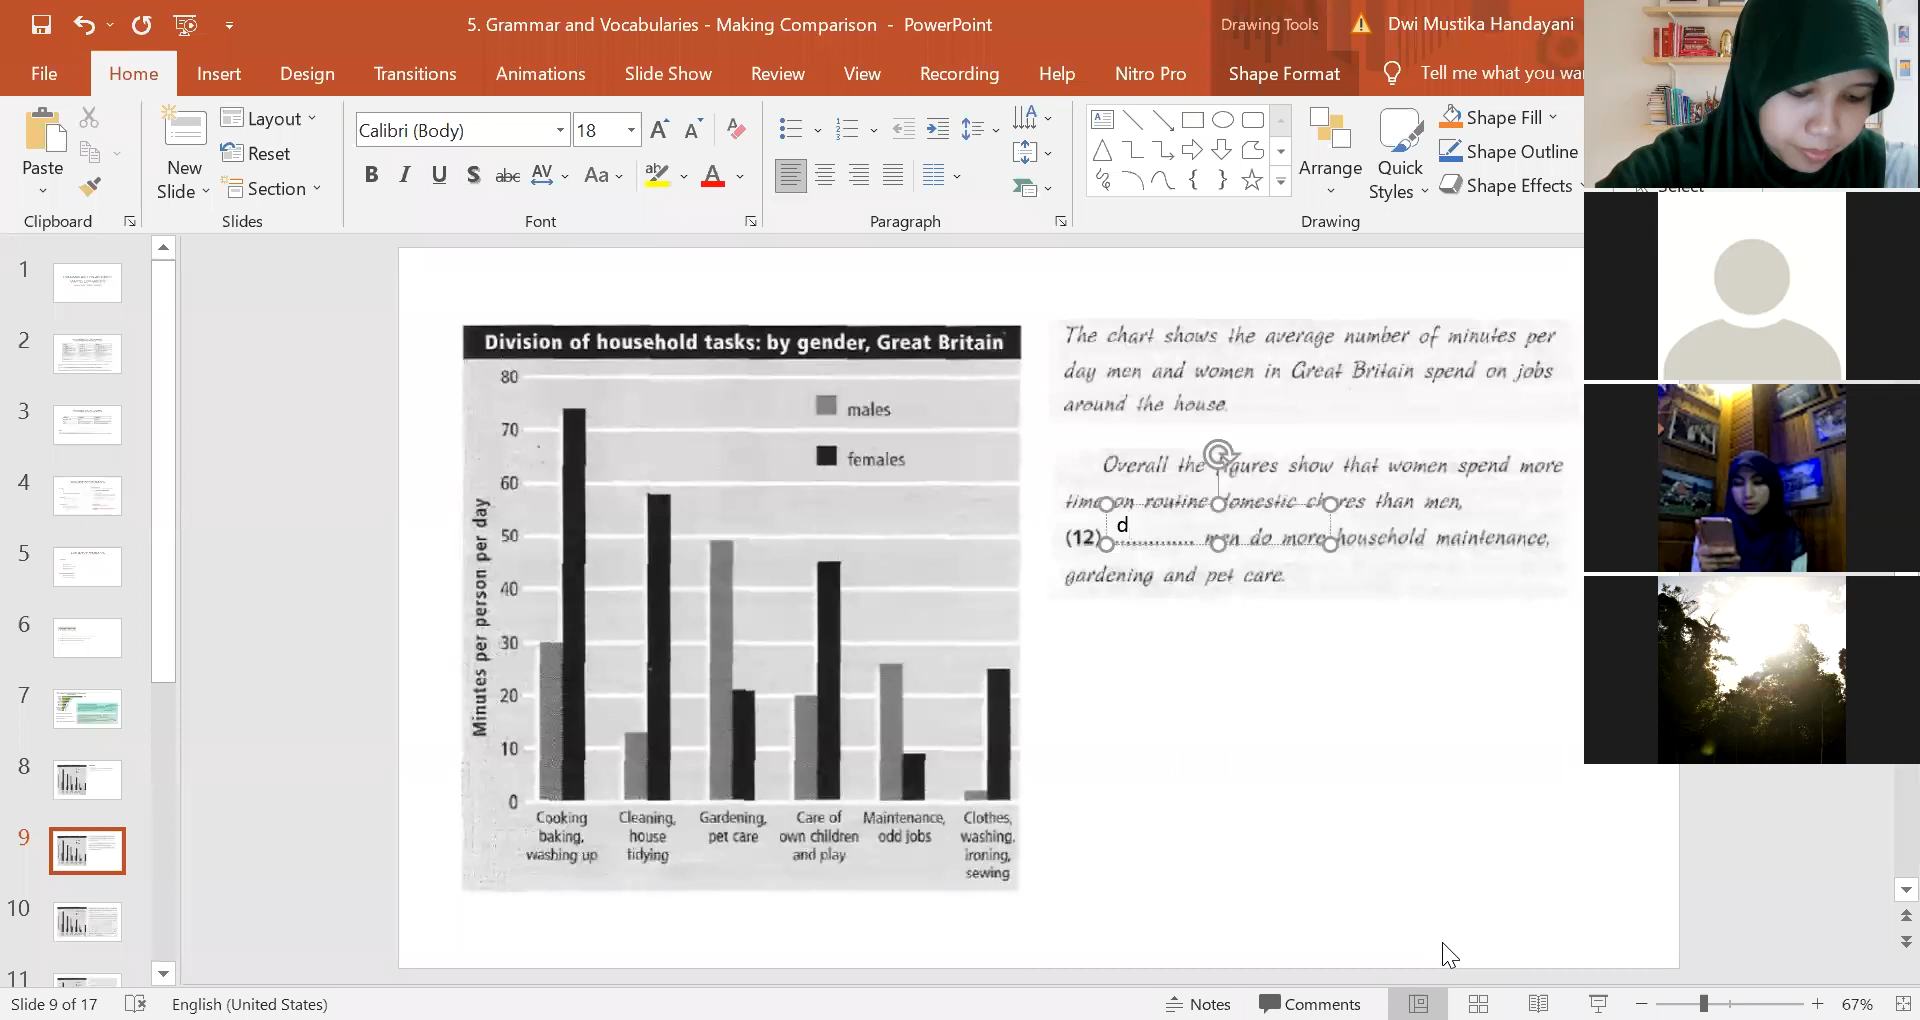 5. Grammar and Vocabularies - Making Comparison - PowerPoint
Drawing Tools
Dwi Mustika Handayani
File Home Insert Design Transitions Animations Slide Show Review View Recording Help Nitro Pro Shape Format Tell me what you
Paste
New Slide
Layout
Reset
Section
Calibri (Body) 18
B I U S abc AV Aa A
Arrange
Quick Styles
Shape Fill
Shape Outline
Shape Effects
Select
Clipboard Slides Font Paragraph Drawing
1
2
3
4
5
6
7
8
9
10
11
Division of household tasks: by gender, Great Britain
Minutes per person per day
80
70
60
50
40
30
20
10
0
males
females
Cooking baking, washing up
Cleaning, house tidying
Gardening, pet care
Care of own children and play
Maintenance, odd jobs
Clothes, washing, ironing, sewing
The chart shows the average number of minutes per
day men and women in Great Britain spend on jobs
around the house.
Overall the figures show that women spend more
time on routine domestic chores than men,
d
(12) ............. men do more household maintenance,
gardening and pet care.
Slide 9 of 17 English (United States) Notes Comments 67%